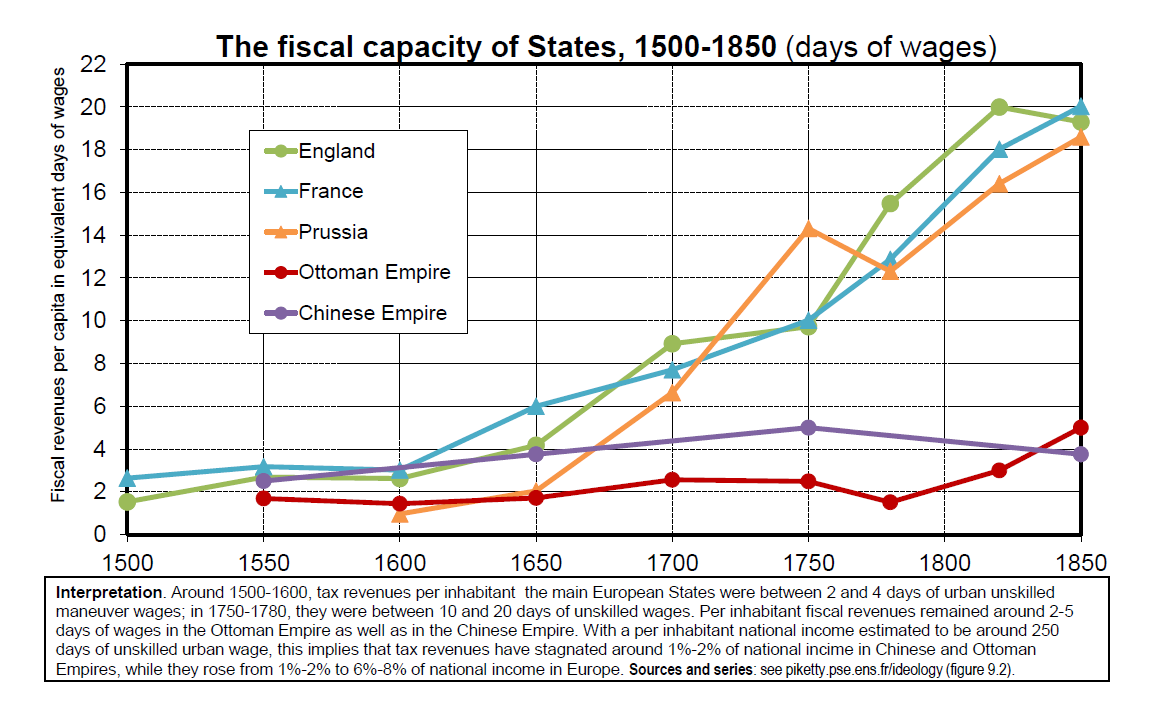 The fiscal capacity of States, 1500-1850 (days of wages)
Fiscal revenues per capita in equivalent days of wages
22
20
18
16
14
12
10
8
6
4
2
0
England
France
Prussia
Ottoman Empire
Chinese Empire
1500 1550 1600 1650 1700 1750 1800 1850
Interpretation. Around 1500-1600, tax revenues per inhabitant the main European States were between 2 and 4 days of urban unskilled
maneuver wages; in 1750-1780, they were between 10 and 20 days of unskilled wages. Per inhabitant fiscal revenues remained around 2-5
days of wages in the Ottoman Empire as well as in the Chinese Empire. With a per inhabitant national income estimated to be around 250
days of unskilled urban wage, this implies that tax revenues have stagnated around 1%-2% of national incime in Chinese and Ottoman
Empires, while they rose from 1%-2% to 6%-8% of national income in Europe. Sources and series: see piketty.pse.ens.fr/ideology (figure 9.2).